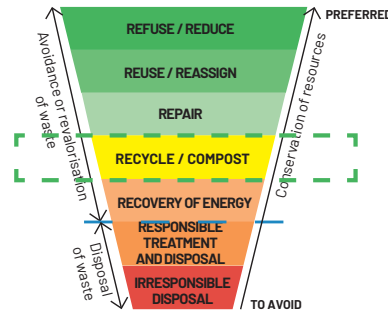 PREFERRED
REFUSE / REDUCE
REUSE / REASSIGN
REPAIR
RECYCLE / COMPOST
RECOVERY OF ENERGY
RESPONSIBLE
TREATMENT
AND DISPOSAL
IRRESPONSIBLE
DISPOSAL
TO AVOID
Avoidance or revalorisation
of waste
Disposal
of waste
Conservation of resources